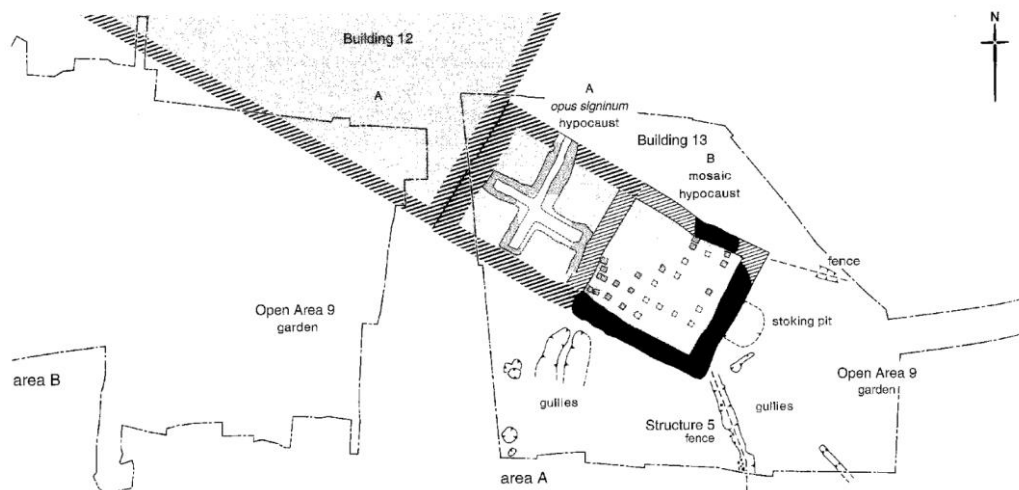 N
Building 12
A
A
opus signinum
hypocaust
Building 13
B
mosaic
hypocaust
fence
Open Area 9
garden
stoking pit
area B
Open Area 9
garden
gullies
gullies
Structure 5
fence
area A